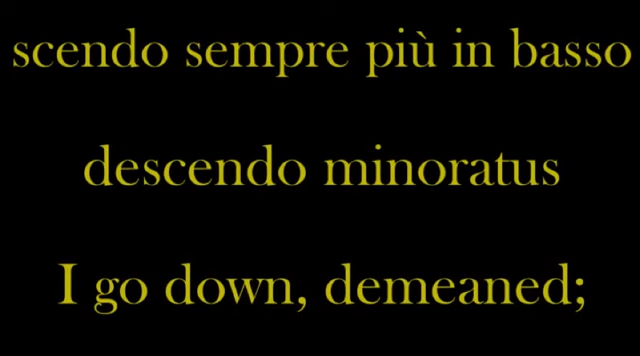 scendo sempre più in basso
descendo minoratus
I go down, demeaned;